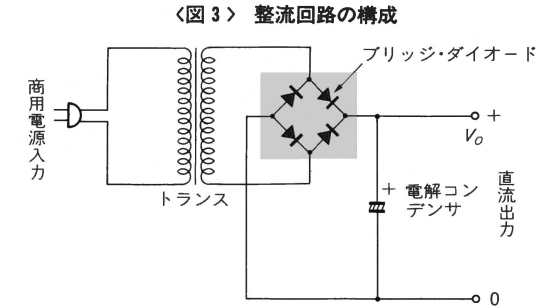 〈図3〉 整流回路の構成
ブリッジ・ダイオード
商用電源入力
トランス
+
V_O
+ 電解コン
デンサ
直流出力
0